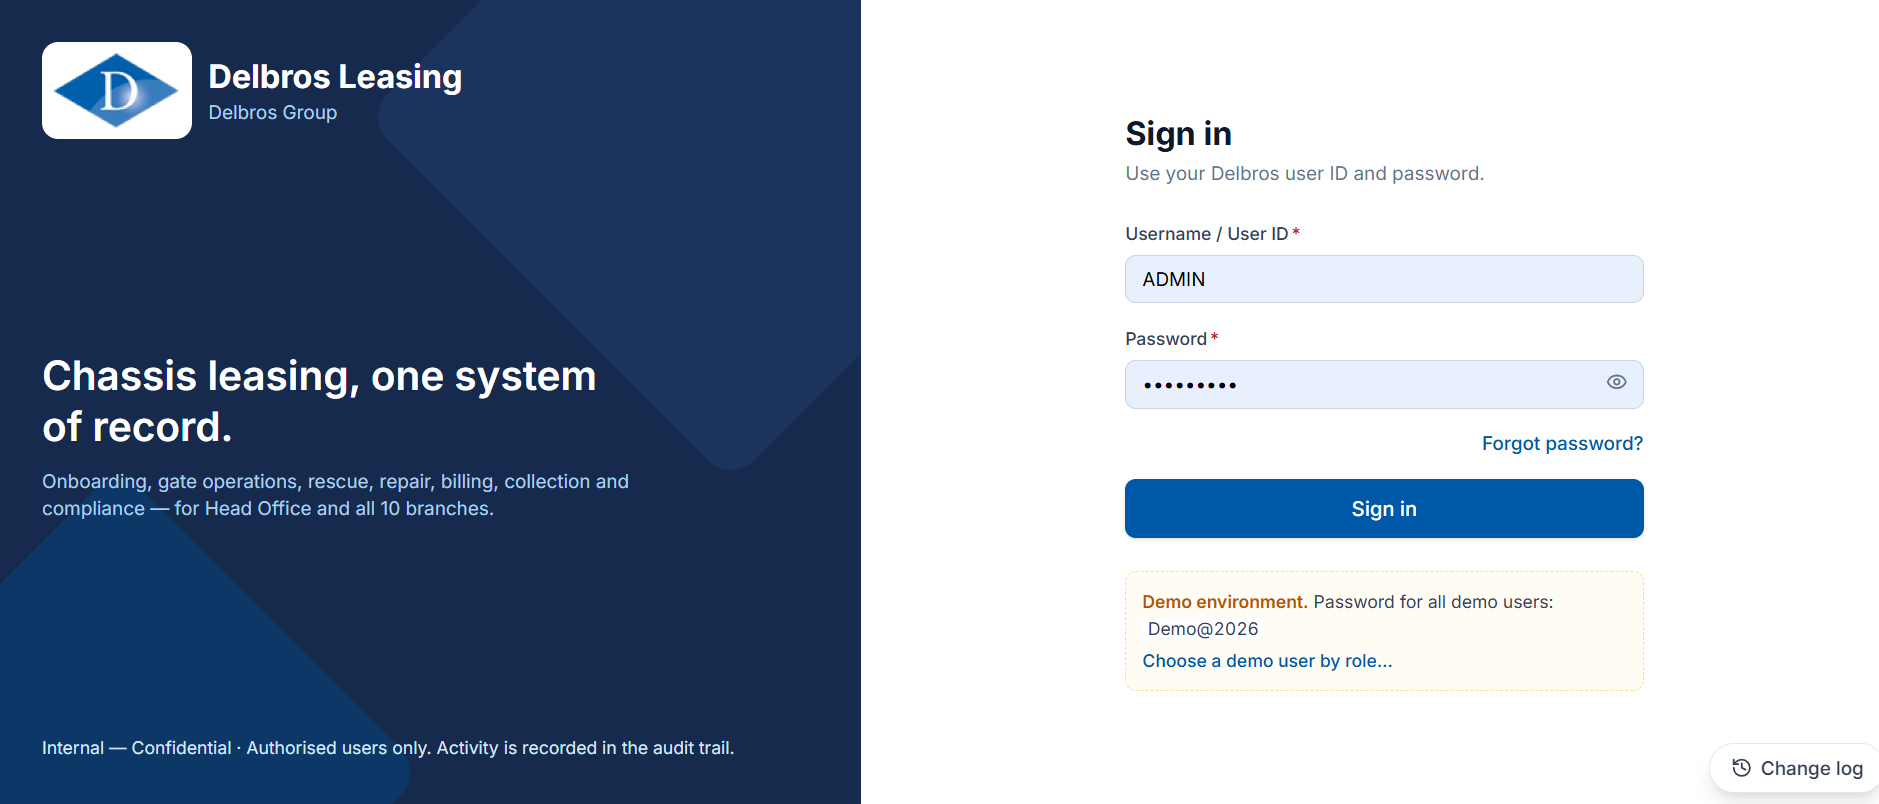 D
Delbros Leasing
Delbros Group
Chassis leasing, one system
of record.
Onboarding, gate operations, rescue, repair, billing, collection and
compliance — for Head Office and all 10 branches.
Internal — Confidential · Authorised users only. Activity is recorded in the audit trail.
Sign in
Use your Delbros user ID and password.
Username / User ID *
ADMIN
Password *
•••••••••
Forgot password?
Sign in
Demo environment. Password for all demo users:
Demo@2026
Choose a demo user by role...
Change log